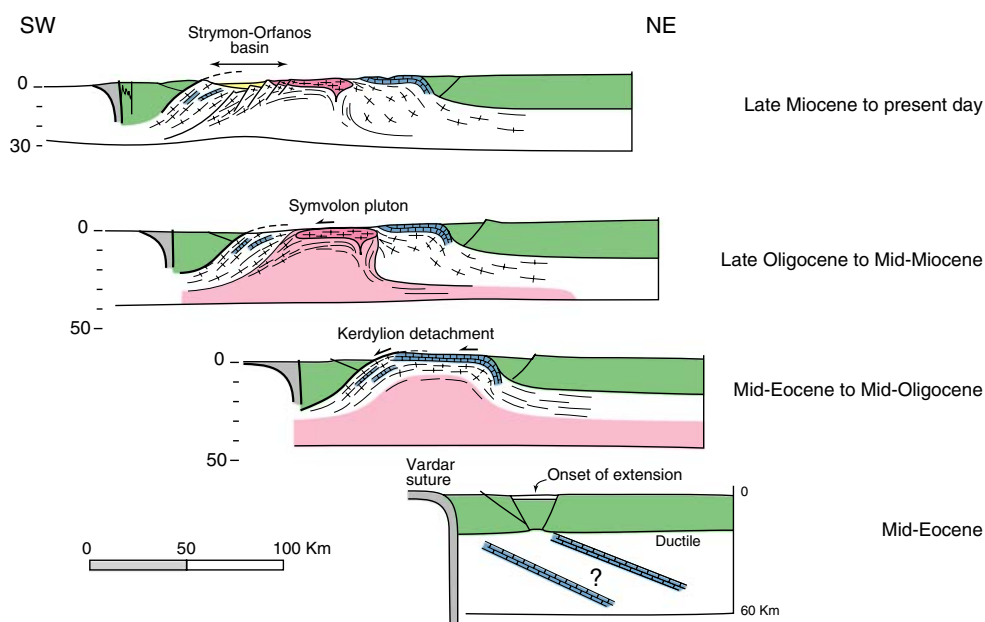 SW
NE
Strymon-Orfanos
basin
0
30
Late Miocene to present day
Symvolon pluton
0
50
Late Oligocene to Mid-Miocene
Kerdylion detachment
0
50
Mid-Eocene to Mid-Oligocene
Vardar
suture
Onset of extension
0
Ductile
?
60 Km
Mid-Eocene
0 50 100 Km